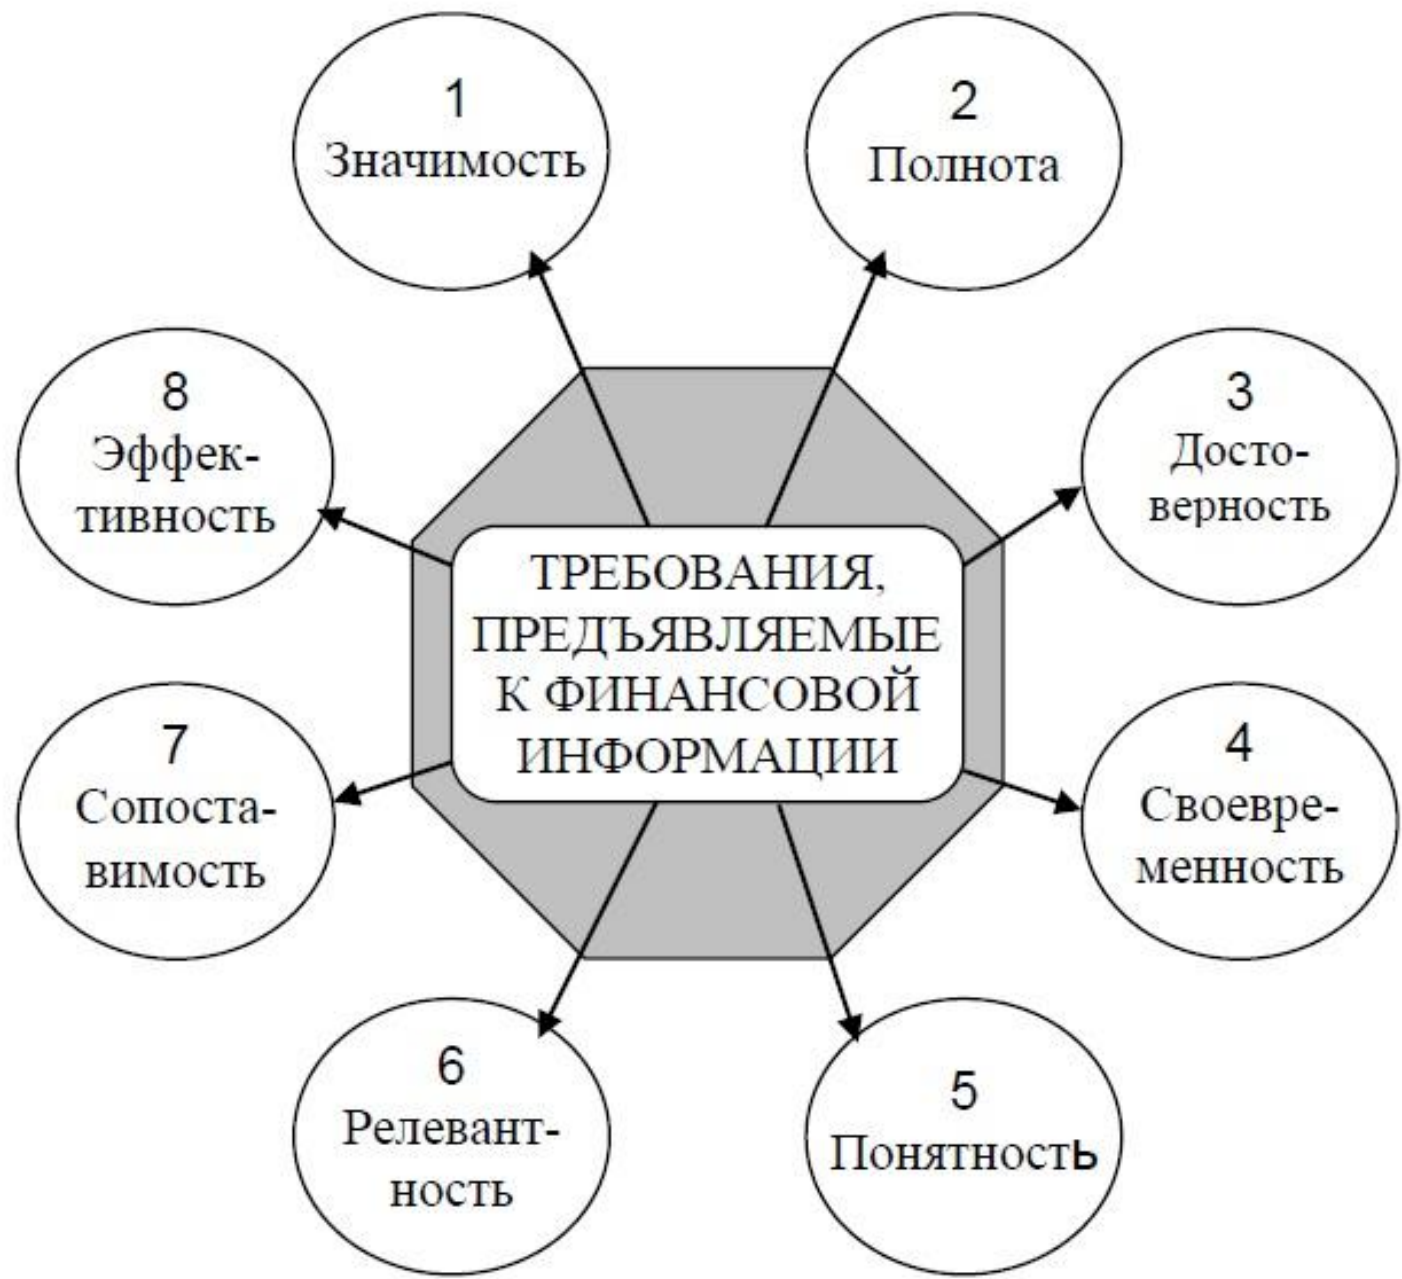 1
Значимость
2
Полнота
3
Досто-
верность
4
Своевре-
менность
5
Понятность
6
Релевант-
ность
7
Сопоста-
вимость
8
Эффек-
тивность
ТРЕБОВАНИЯ,
ПРЕДЪЯВЛЯЕМЫЕ
К ФИНАНСОВОЙ
ИНФОРМАЦИИ